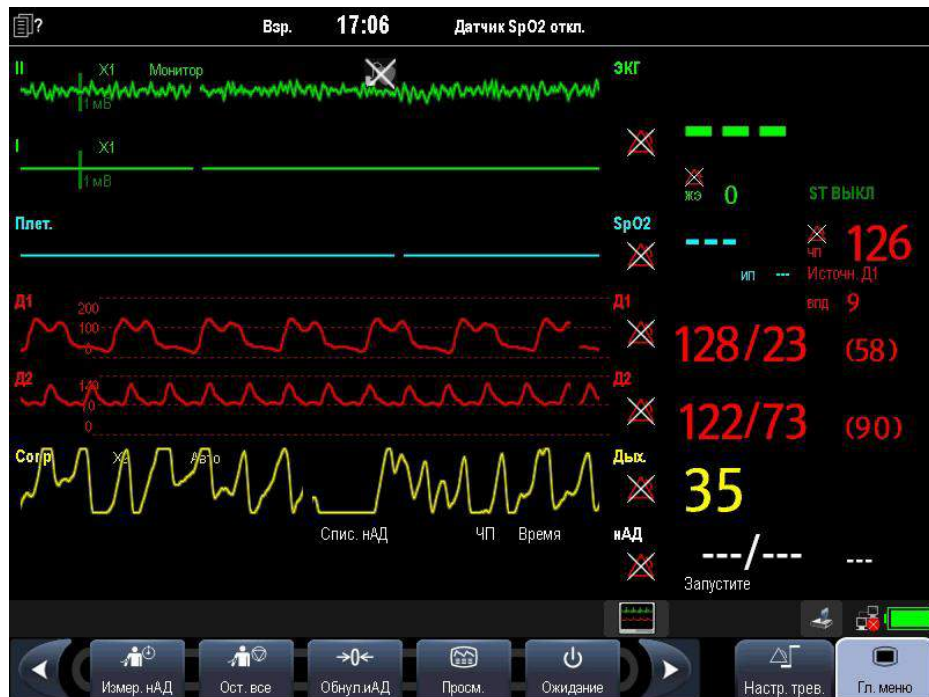 ? Взр. 17:06 Датчик SpO2 откл.
II X1 Монитор ЭКГ
1 мВ
---
I X1
1 мВ
ЖЭ 0 ST ВЫКЛ
Плет. SpO2
--- ЧП 126
ИП --- Источн. Д1
Д1 200 Д1 впд 9
100
0
128/23 (58)
Д2 140 Д2
70
0
122/73 (90)
Сопр Авто Дых.
35
Спис. нАД ЧП Время нАД
---/--- ---
Запустите
Измер. нАД Ост. все →0← Обнул.иАД Просм. Ожидание Настр. трев. Гл. меню